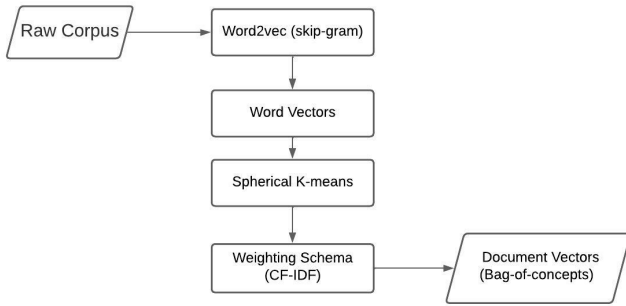 Raw Corpus
Word2vec (skip-gram)
Word Vectors
Spherical K-means
Weighting Schema
(CF-IDF)
Document Vectors
(Bag-of-concepts)